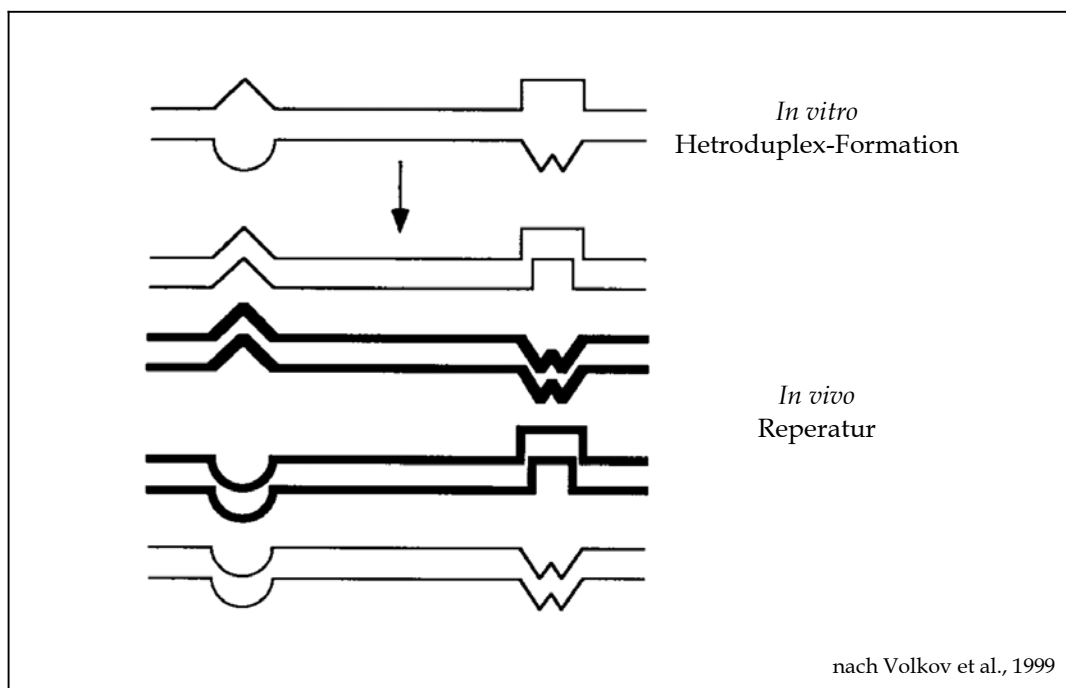 In vitro
Hetroduplex-Formation
In vivo
Reperatur
nach Volkov et al., 1999